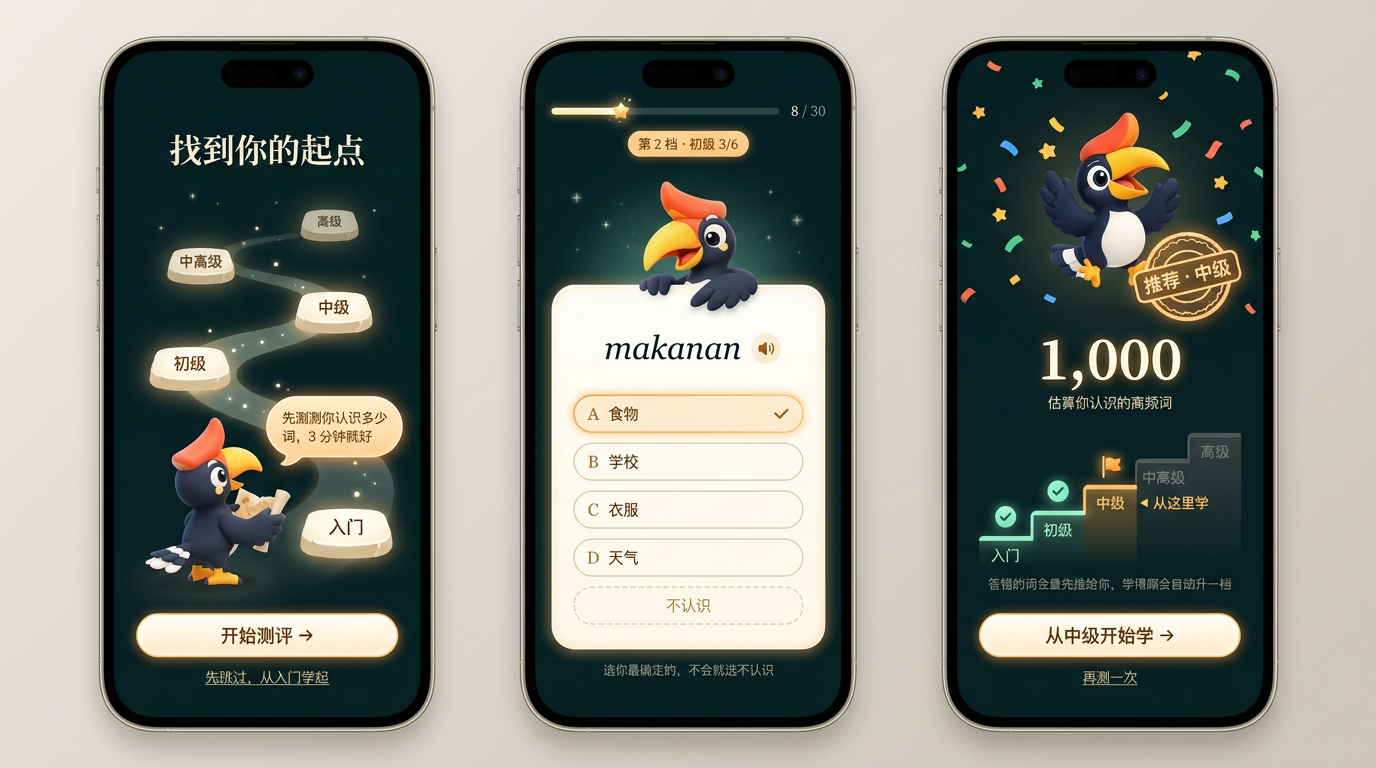 找到你的起点
高级
中高级
中级
初级
先测测你认识多少
词，3 分钟就好
入门
开始测评 →
先跳过，从入门学起
8 / 30
第 2 档 · 初级 3/6
makanan
A 食物
B 学校
C 衣服
D 天气
不认识
选你最确定的，不会就选不认识
推荐 · 中级
1,000
估算你认识的高频词
高级
中高级
中级
从这里学
初级
入门
会自动升一档
从中级开始学 →
再测一次